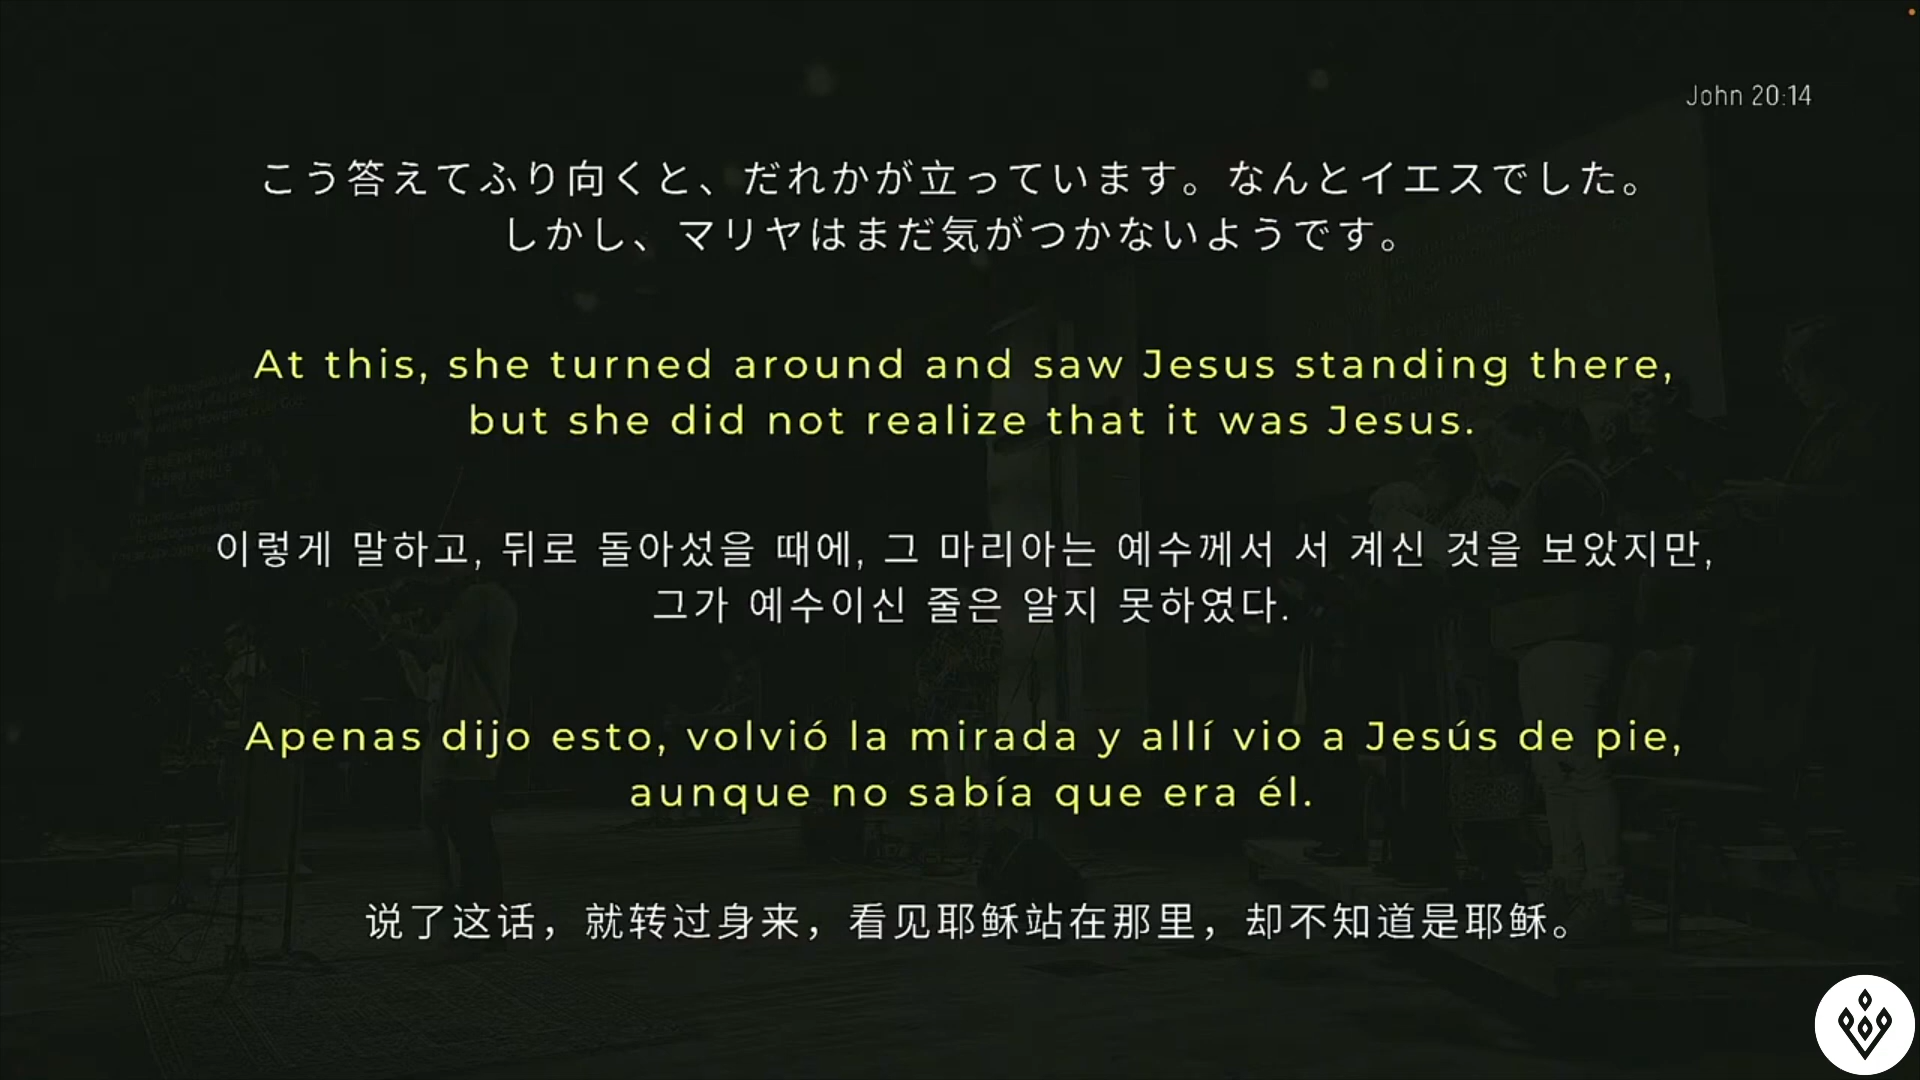 John 20:14
こう答えてふり向くと、だれかが立っています。なんとイエスでした。
しかし、マリヤはまだ気がつかないようです。
At this, she turned around and saw Jesus standing there,
but she did not realize that it was Jesus.
이렇게 말하고, 뒤로 돌아섰을 때에, 그 마리아는 예수께서 서 계신 것을 보았지만,
그가 예수이신 줄은 알지 못하였다.
Apenas dijo esto, volvió la mirada y allí vio a Jesús de pie,
aunque no sabía que era él.
说了这话，就转过身来，看见耶稣站在那里，却不知道是耶稣。